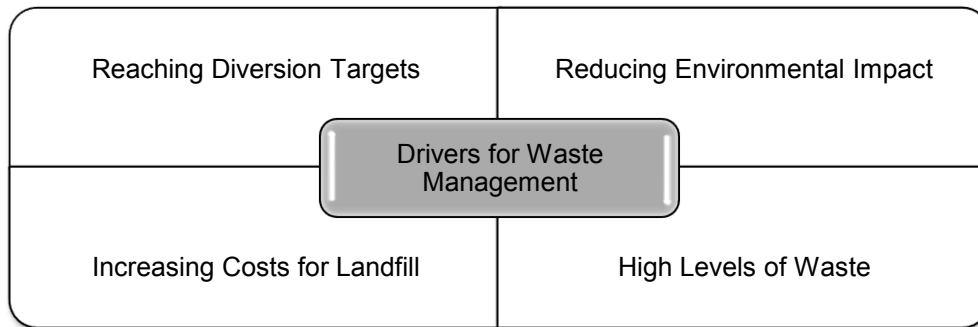 Reaching Diversion Targets
Reducing Environmental Impact
Drivers for Waste
Management
Increasing Costs for Landfill
High Levels of Waste